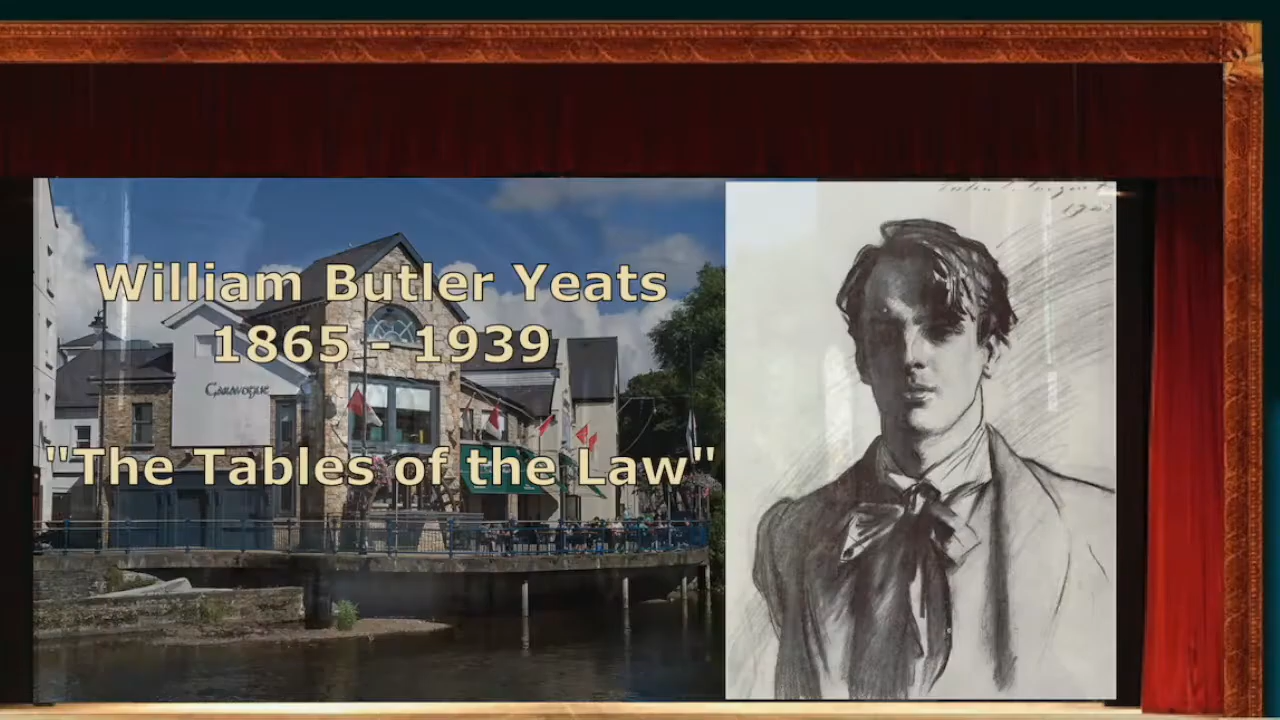 William Butler Yeats
1865 - 1939
Garavogue
"The Tables of the Law"